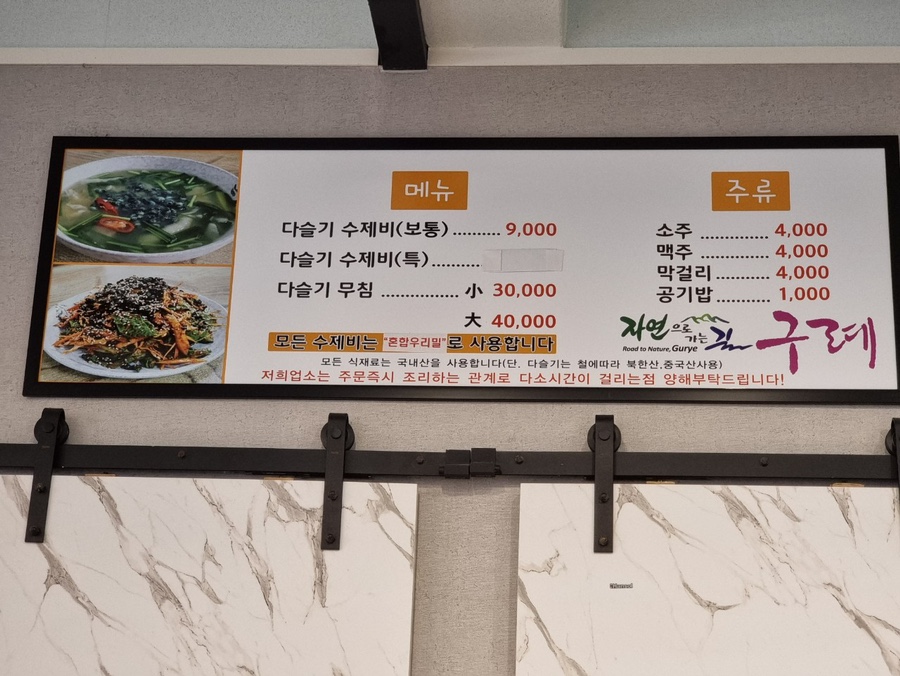 메뉴
다슬기 수제비(보통) .......... 9,000
다슬기 수제비(특)..........
다슬기 무침 ................. 小 30,000
大 40,000
모든 수제비는 "혼합우리밀"로 사용합니다
주류
소주 ............... 4,000
맥주 ............... 4,000
막걸리 ............ 4,000
공기밥............ 1,000
자연으로 가는 길 구례
Road to Nature, Gurye
모든 식재료는 국내산을 사용합니다(단. 다슬기는 철에따라 북한산,중국산사용)
저희업소는 주문즉시 조리하는 관계로 다소시간이 걸리는점 양해부탁드립니다!